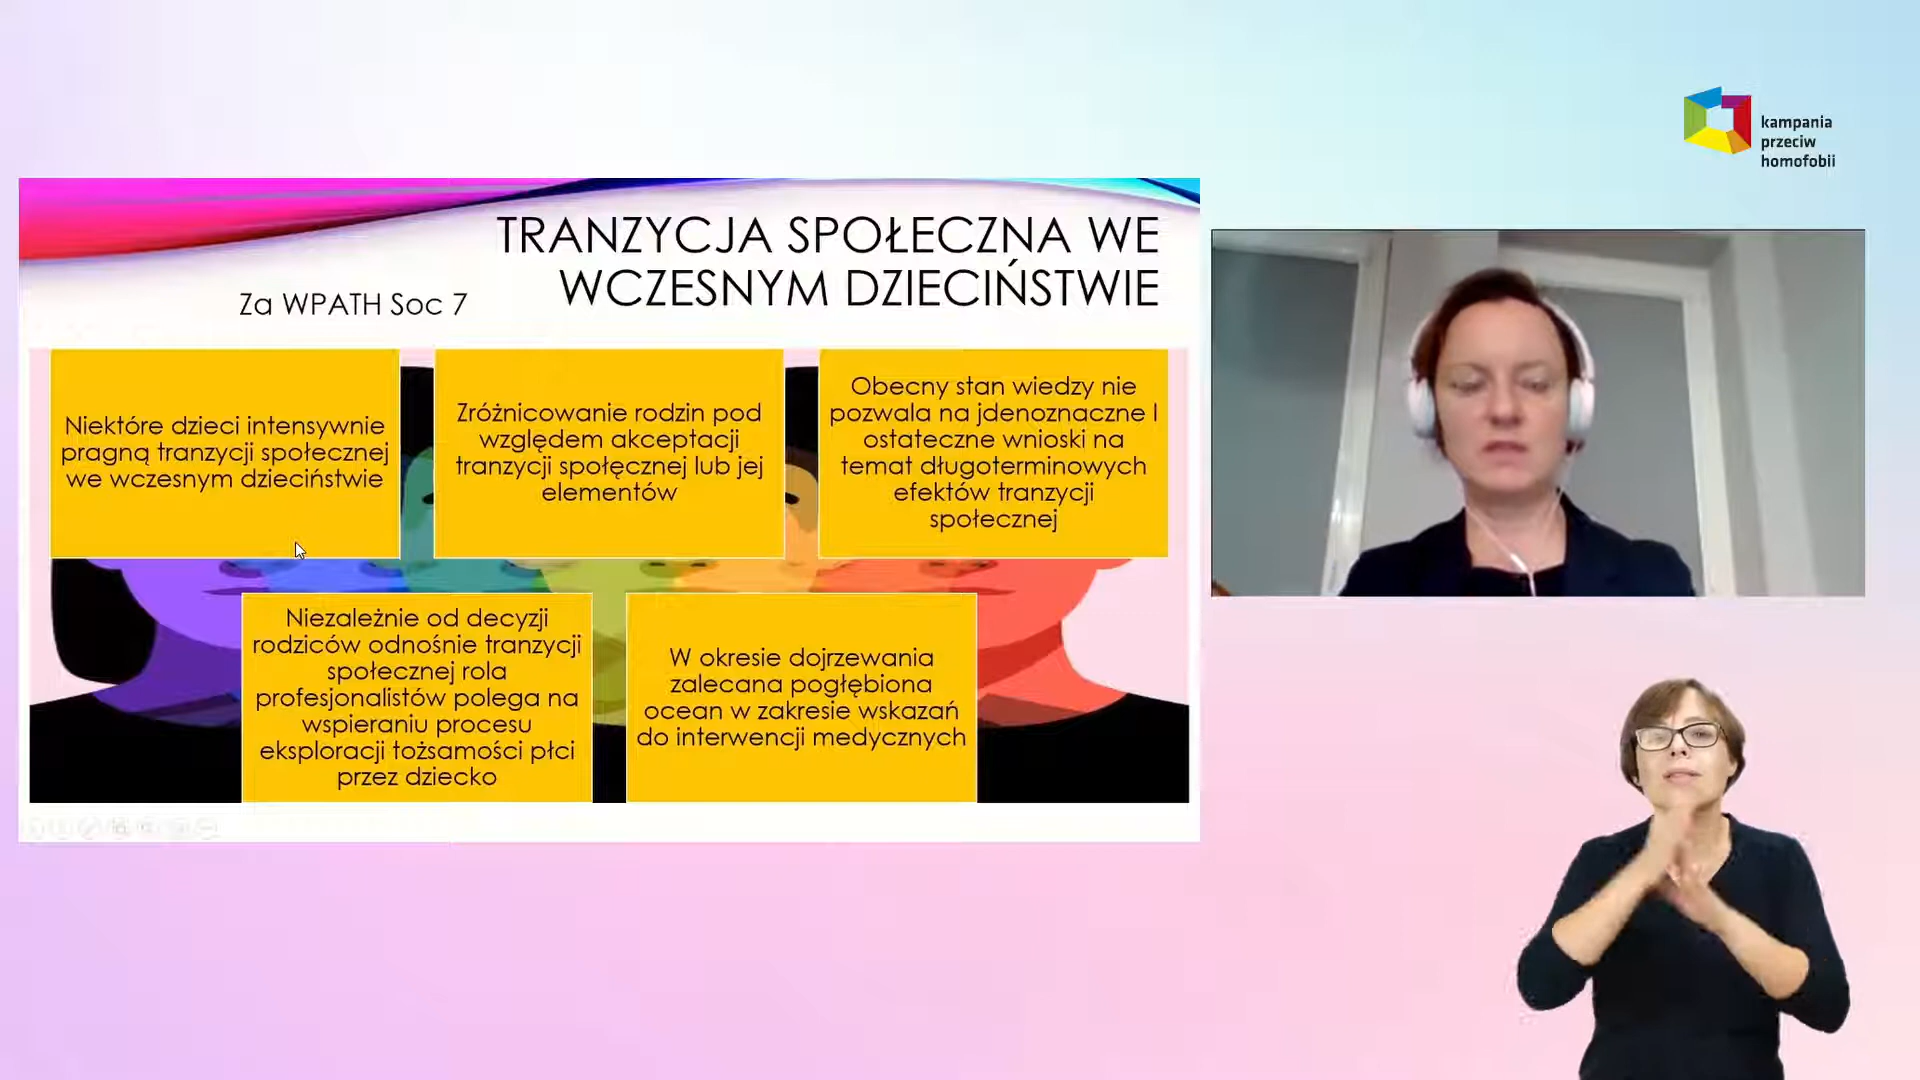 kampania
przeciw
homofobii
TRANZYCJA SPOŁECZNA WE
WCZESNYM DZIECIŃSTWIE
Za WPATH Soc 7
Niektóre dzieci intensywnie
pragną tranzycji społecznej
we wczesnym dzieciństwie
Zróżnicowanie rodzin pod
względem akceptacji
tranzycji społęcznej lub jej
elementów
Obecny stan wiedzy nie
pozwala na jdenoznaczne I
ostateczne wnioski na
temat długoterminowych
efektów tranzycji
społecznej
Niezależnie od decyzji
rodziców odnośnie tranzycji
społecznej rola
profesjonalistów polega na
wspieraniu procesu
eksploracji tożsamości płci
przez dziecko
W okresie dojrzewania
zalecana pogłębiona
ocean w zakresie wskazań
do interwencji medycznych